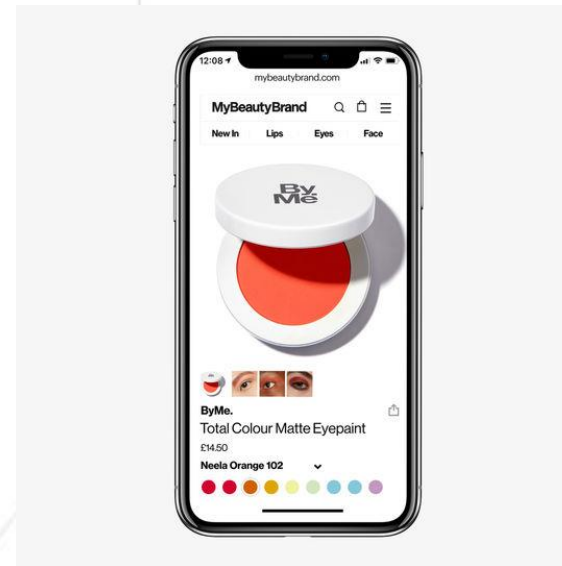 12:08
mybeautybrand.com
MyBeautyBrand
New In Lips Eyes Face
By.
Me
ByMe.
Total Colour Matte Eyepaint
£14.50
Neela Orange 102